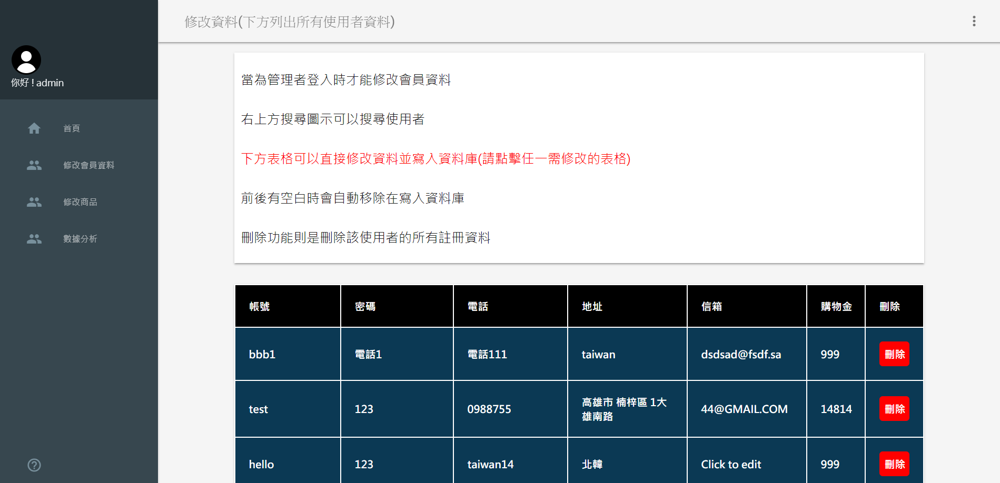 修改資料(下方列出所有使用者資料)
你好 ! admin
首頁
修改會員資料
修改商品
數據分析
當為管理者登入時才能修改會員資料
右上方搜尋圖示可以搜尋使用者
下方表格可以直接修改資料並寫入資料庫(請點擊任一需修改的表格)
前後有空白時會自動移除在寫入資料庫
刪除功能則是刪除該使用者的所有註冊資料
帳號 密碼 電話 地址 信箱 購物金 刪除
bbb1 電話1 電話111 taiwan dsdsad@fsdf.sa 999 刪除
test 123 0988755 高雄市 楠梓區 1大 44@GMAIL.COM 14814 刪除
雄南路
hello 123 taiwan14 北韓 Click to edit 999 刪除